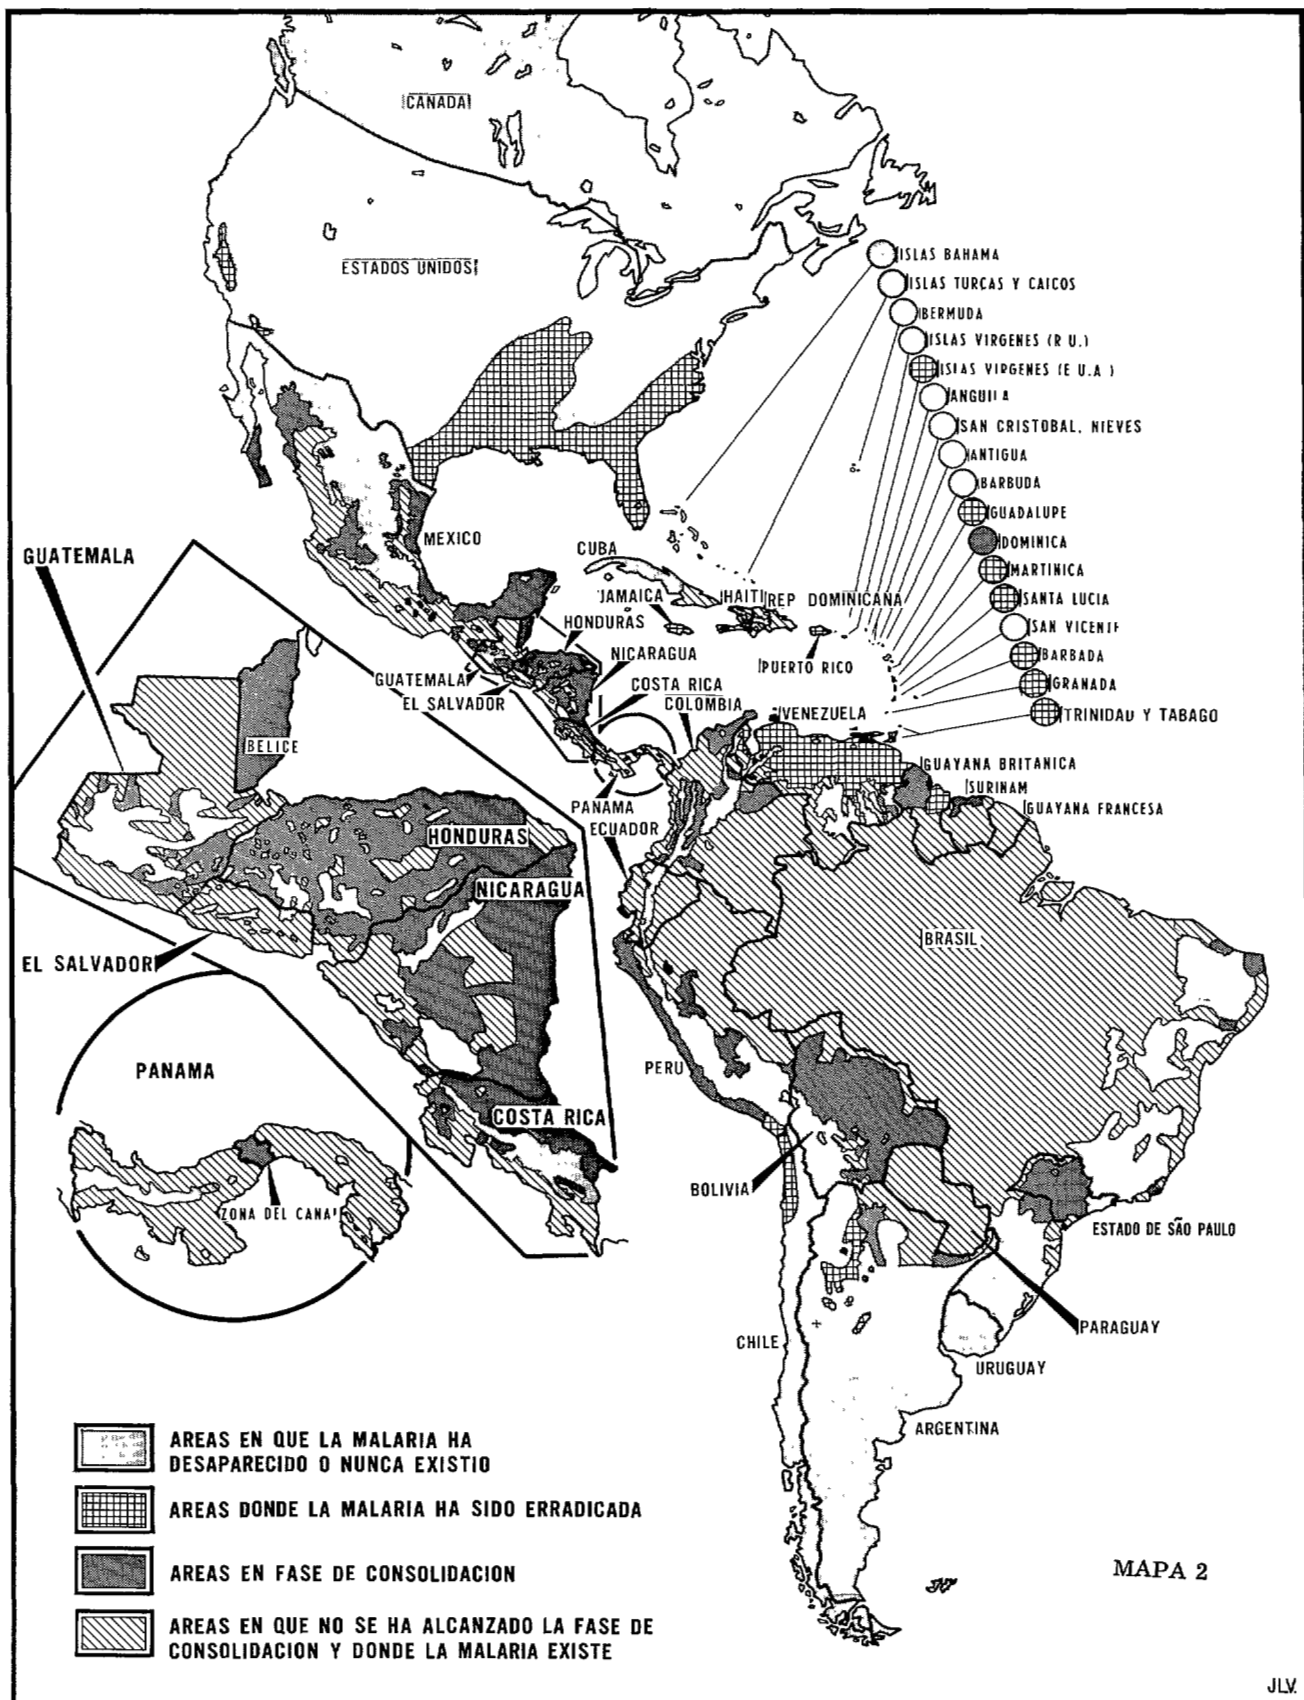 CANADA
ESTADOS UNIDOS
ISLAS BAHAMA
ISLAS TURCAS Y CAICOS
BERMUDA
ISLAS VIRGENES (R U.)
ISLAS VIRGENES (E U.A )
ANGUILA
SAN CRISTOBAL, NIEVES
ANTIGUA
BARBUDA
GUADALUPE
DOMINICA
MARTINICA
SANTA LUCIA
SAN VICENTE
BARBADA
GRANADA
TRINIDAD Y TABAGO
MEXICO
CUBA
JAMAICA
HAITI
REP DOMINICANA
PUERTO RICO
HONDURAS
NICARAGUA
GUATEMALA
EL SALVADOR
COSTA RICA
COLOMBIA
VENEZUELA
PANAMA
ECUADOR
GUAYANA BRITANICA
SURINAM
GUAYANA FRANCESA
BRASIL
PERU
BOLIVIA
ESTADO DE SÃO PAULO
PARAGUAY
CHILE
URUGUAY
ARGENTINA
GUATEMALA
BELICE
HONDURAS
NICARAGUA
EL SALVADOR
COSTA RICA
PANAMA
ZONA DEL CANAL
AREAS EN QUE LA MALARIA HA
DESAPARECIDO O NUNCA EXISTIO
AREAS DONDE LA MALARIA HA SIDO ERRADICADA
AREAS EN FASE DE CONSOLIDACION
AREAS EN QUE NO SE HA ALCANZADO LA FASE DE
CONSOLIDACION Y DONDE LA MALARIA EXISTE
MAPA 2
JLV.